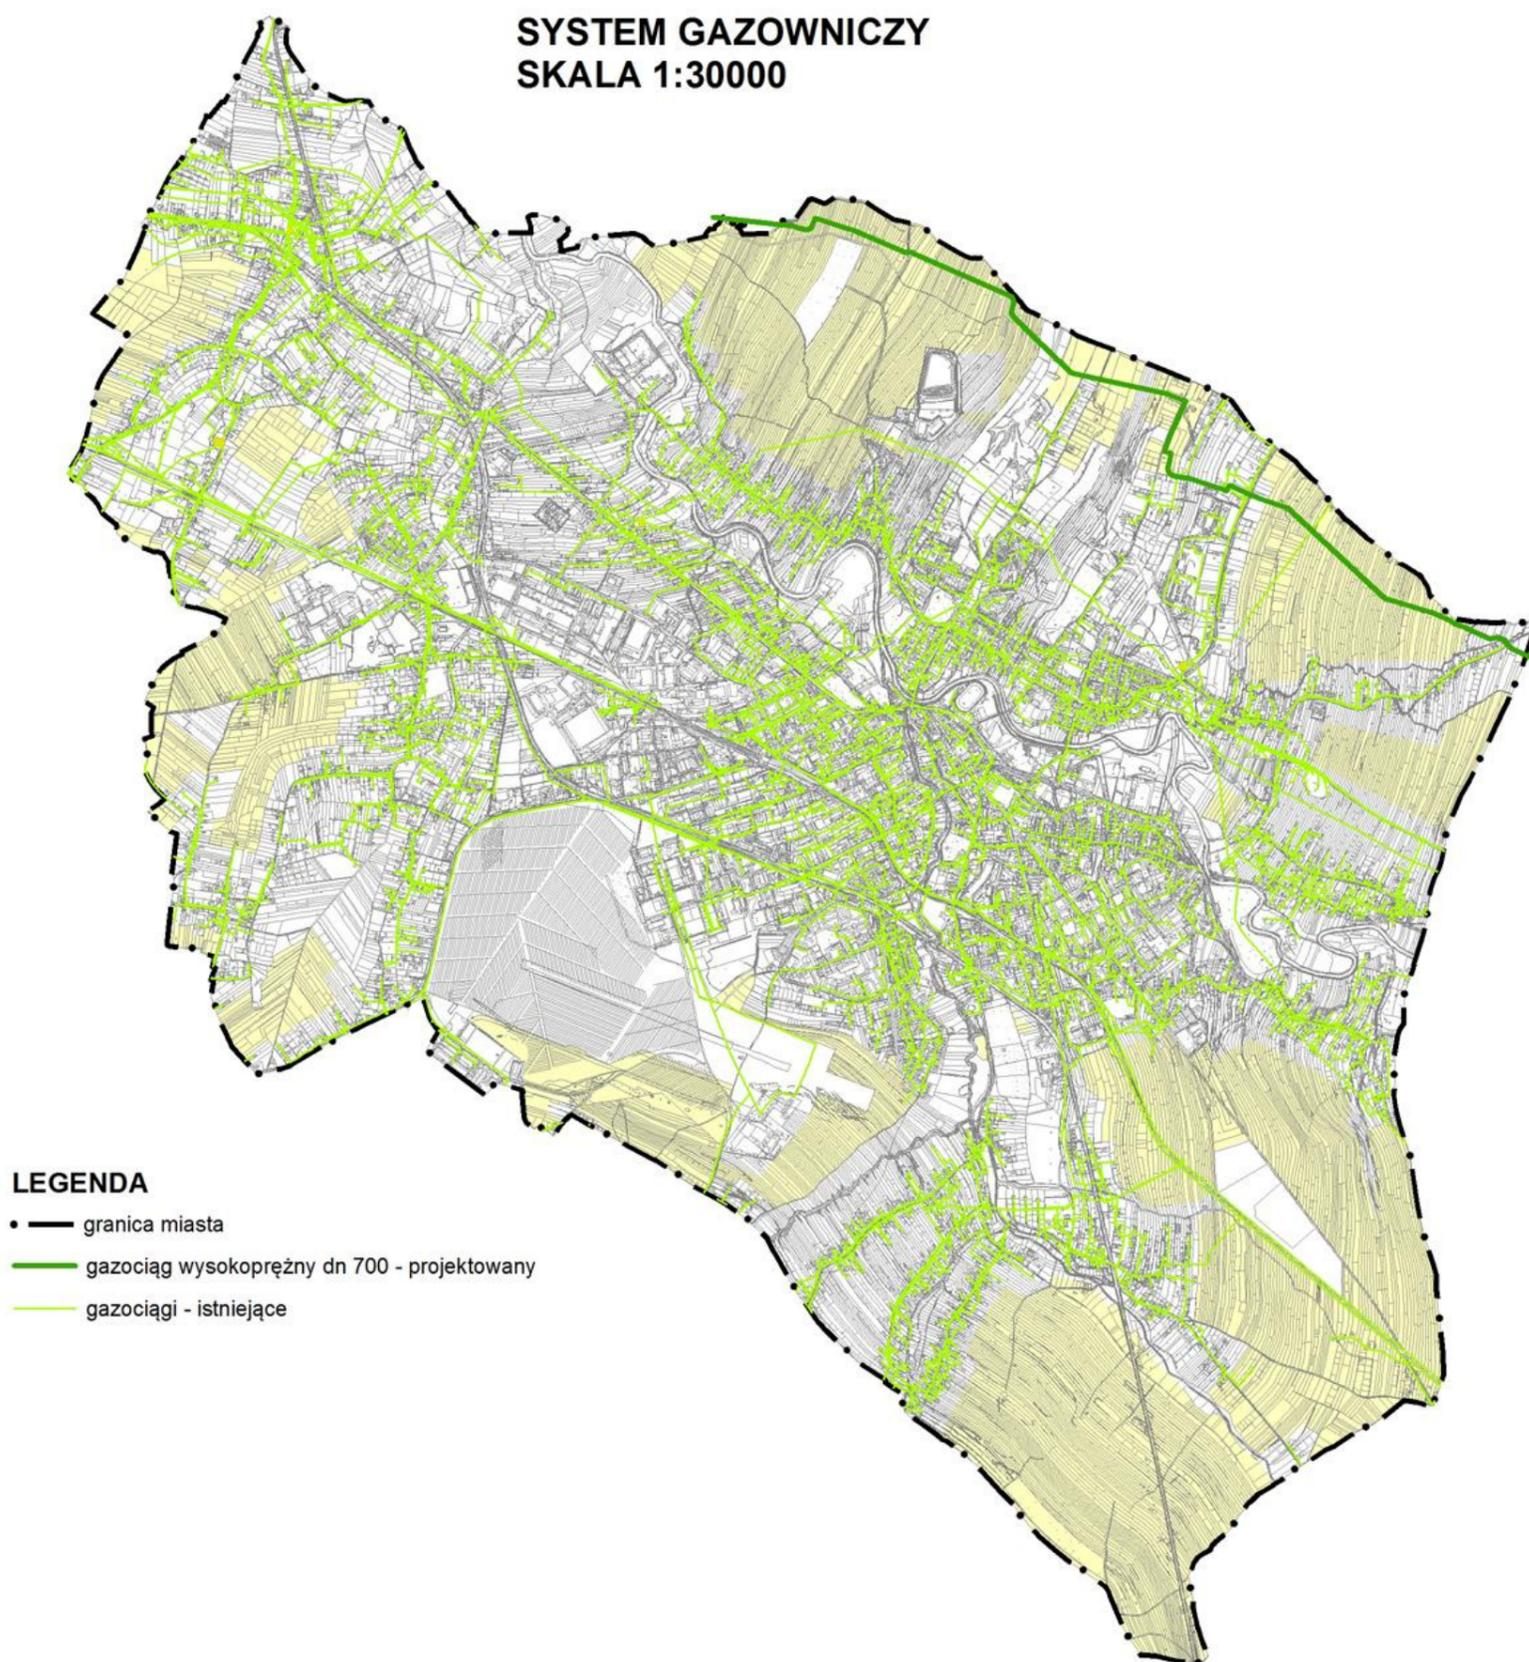 SYSTEM GAZOWNICZY
SKALA 1:30000
LEGENDA
granica miasta
gazociąg wysokoprężny dn 700 - projektowany
gazociągi - istniejące